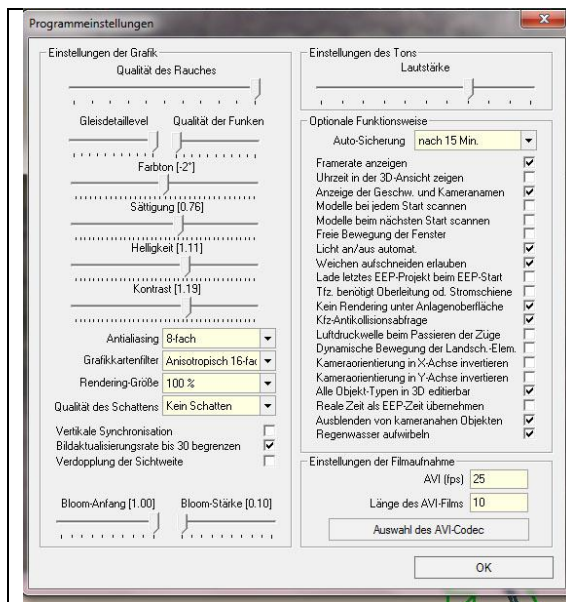 Programmeinstellungen
Einstellungen der Grafik
Qualität des Rauches
Gleisdetaillevel Qualität der Funken
Farbton [-2°]
Sättigung [0.76]
Helligkeit [1.11]
Kontrast [1.19]
Antialiasing 8-fach
Grafikkartenfilter Anisotropisch 16-fac
Rendering-Größe 100 %
Qualität des Schattens Kein Schatten
Vertikale Synchronisation
Bildaktualisierungsrate bis 30 begrenzen
Verdopplung der Sichtweite
Bloom-Anfang [1.00] Bloom-Stärke [0.10]
Einstellungen des Tons
Lautstärke
Optionale Funktionsweise
Auto-Sicherung nach 15 Min.
Framerate anzeigen
Uhrzeit in der 3D-Ansicht zeigen
Anzeige der Geschw. und Kameranamen
Modelle bei jedem Start scannen
Modelle beim nächsten Start scannen
Freie Bewegung der Fenster
Licht an/aus automat.
Weichen aufschneiden erlauben
Lade letztes EEP-Projekt beim EEP-Start
Tfz. benötigt Oberleitung od. Stromschiene
Kein Rendering unter Anlagenoberfläche
Kfz-Antikollisionsabfrage
Luftdruckwelle beim Passieren der Züge
Dynamische Bewegung der Landsch.-Elem.
Kameraorientierung in X-Achse invertieren
Kameraorientierung in Y-Achse invertieren
Alle Objekt-Typen in 3D editierbar
Reale Zeit als EEP-Zeit übernehmen
Ausblenden von kameranahen Objekten
Regenwasser aufwirbeln
Einstellungen der Filmaufnahme
AVI (fps) 25
Länge des AVI-Films 10
Auswahl des AVI-Codec
OK